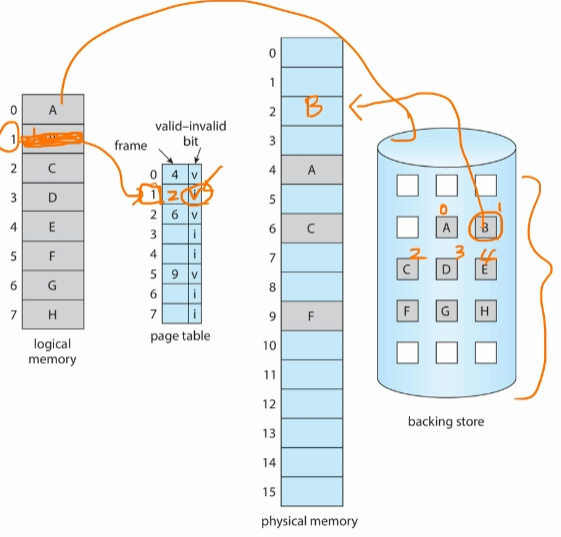 0 A
1
2 C
3 D
4 E
5 F
6 G
7 H
logical
memory
valid–invalid
bit
frame
0 4 v
1 2
2 6 v
3 i
4 i
5 9 v
6 i
7 i
page table
0
1
2 B
3
4 A
5
6 C
7
8
9 F
10
11
12
13
14
15
physical memory
0 1
A B
2 3 4
C D E
F G H
backing store